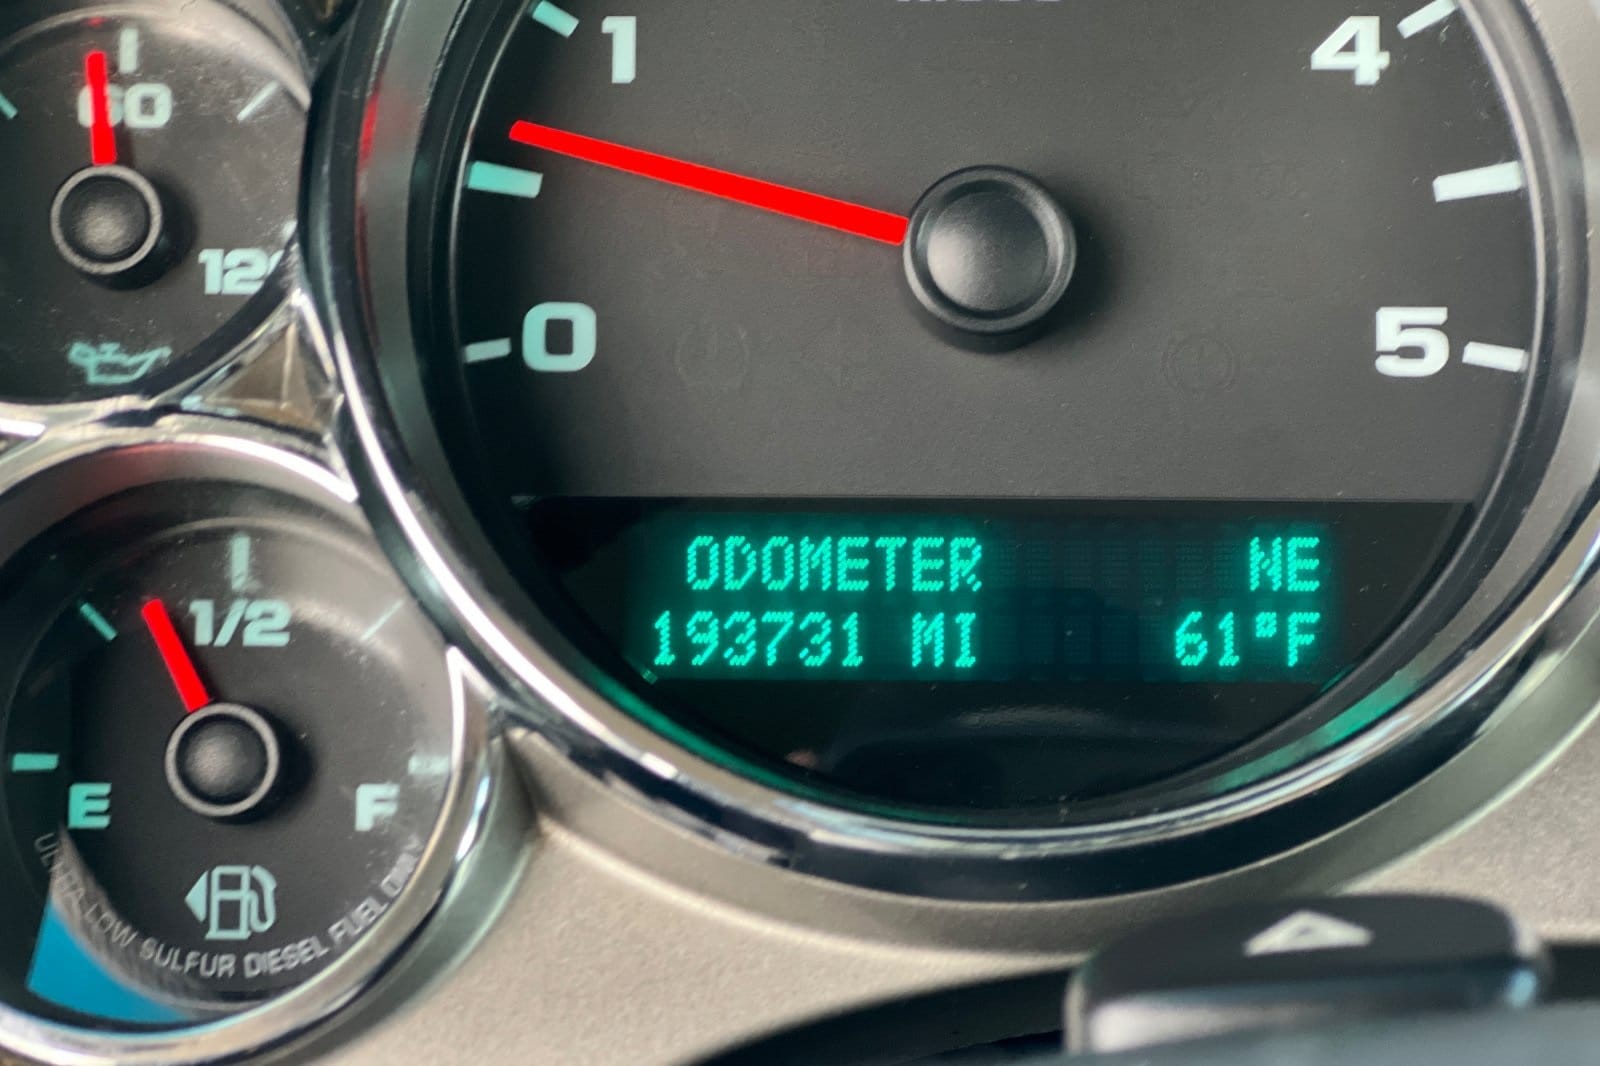 60
120
1
4
0
5
ODOMETER NE
193731 MI 61°F
1/2
E F
ULTRA LOW SULFUR DIESEL FUEL ONLY